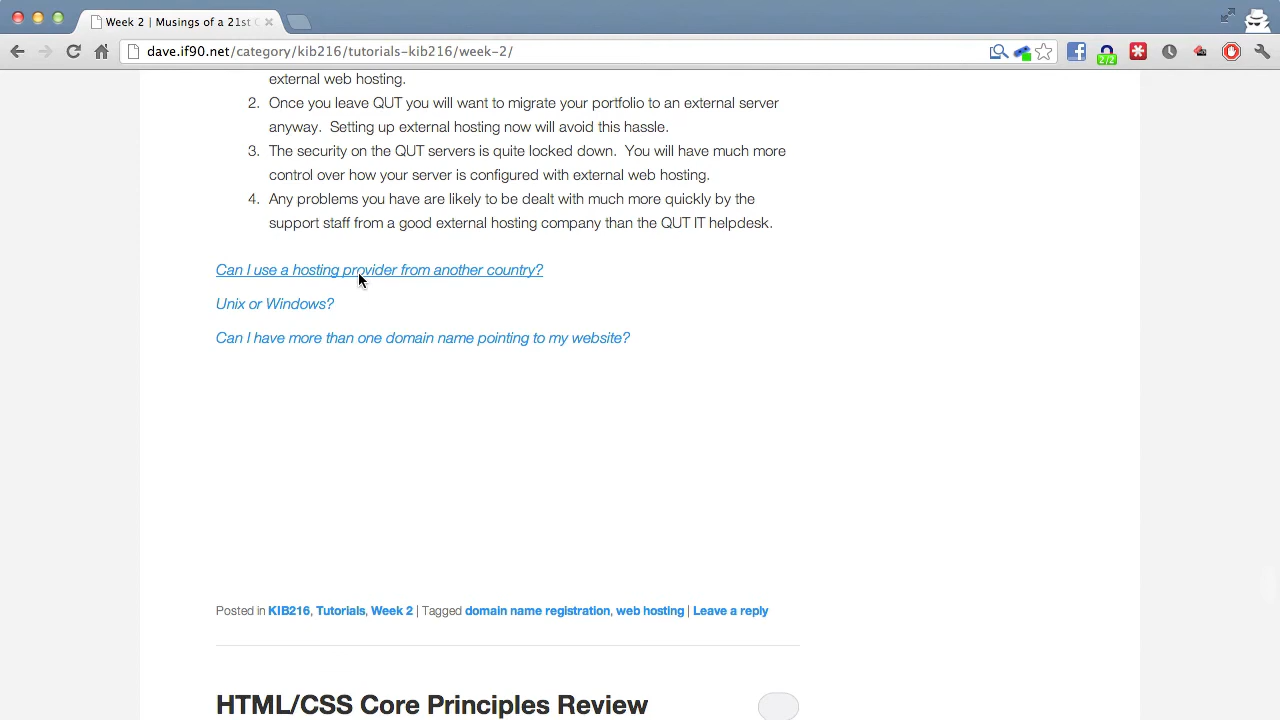 Week 2 | Musings of a 21st
dave.if90.net/category/kib216/tutorials-kib216/week-2/
2/2
external web hosting.
2. Once you leave QUT you will want to migrate your portfolio to an external server
anyway.  Setting up external hosting now will avoid this hassle.
3. The security on the QUT servers is quite locked down.  You will have much more
control over how your server is configured with external web hosting.
4. Any problems you have are likely to be dealt with much more quickly by the
support staff from a good external hosting company than the QUT IT helpdesk.
Can I use a hosting provider from another country?
Unix or Windows?
Can I have more than one domain name pointing to my website?
Posted in KIB216, Tutorials, Week 2 | Tagged domain name registration, web hosting | Leave a reply
HTML/CSS Core Principles Review